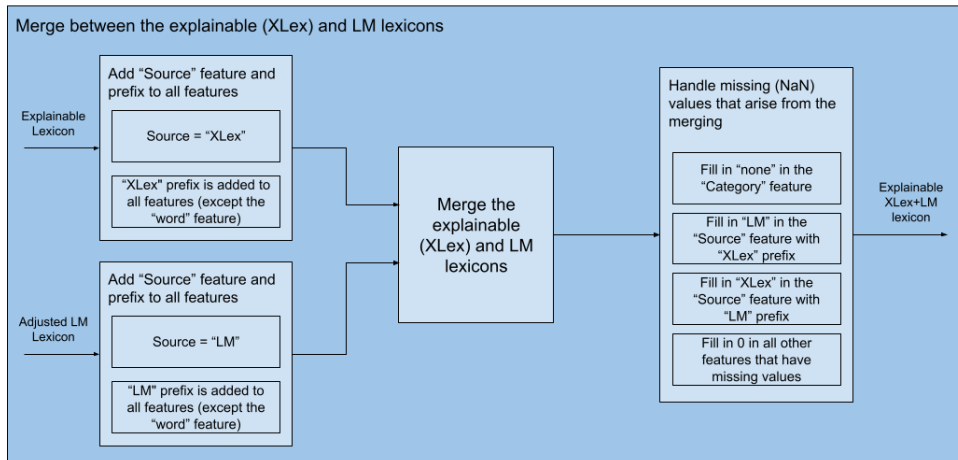 Merge between the explainable (XLex) and LM lexicons
Explainable
Lexicon
Add “Source” feature and
prefix to all features
Source = “XLex”
“XLex" prefix is added to
all features (except the
“word” feature)
Adjusted LM
Lexicon
Add “Source” feature and
prefix to all features
Source = “LM”
“LM" prefix is added to
all features (except the
“word” feature)
Merge the
explainable
(XLex) and LM
lexicons
Handle missing (NaN)
values that arise from the
merging
Fill in “none” in the
“Category” feature
Fill in “LM” in the
“Source” feature with
“XLex” prefix
Fill in “XLex” in the
“Source” feature with
“LM” prefix
Fill in 0 in all other
features that have
missing values
Explainable
XLex+LM
lexicon